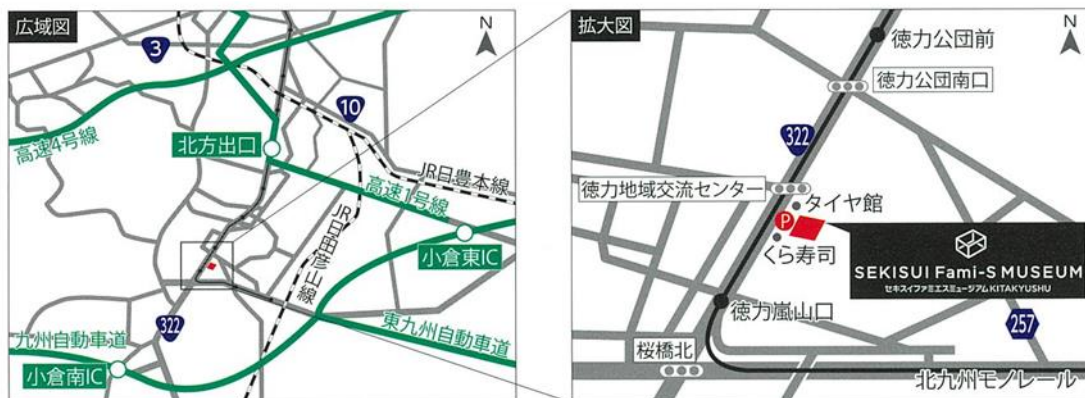 広域図
N
3
10
高速4号線
北方出口
JR日豊本線
高速1号線
JR日田彦山線
小倉東IC
322
九州自動車道
小倉南IC
東九州自動車道
拡大図
N
徳力公団前
徳力公団南口
322
徳力地域交流センター
タイヤ館
P
くら寿司
SEKISUI Fami-S MUSEUM
セキスイファミエスミュージアム KITAKYUSHU
徳力嵐山口
257
桜橋北
北九州モノレール